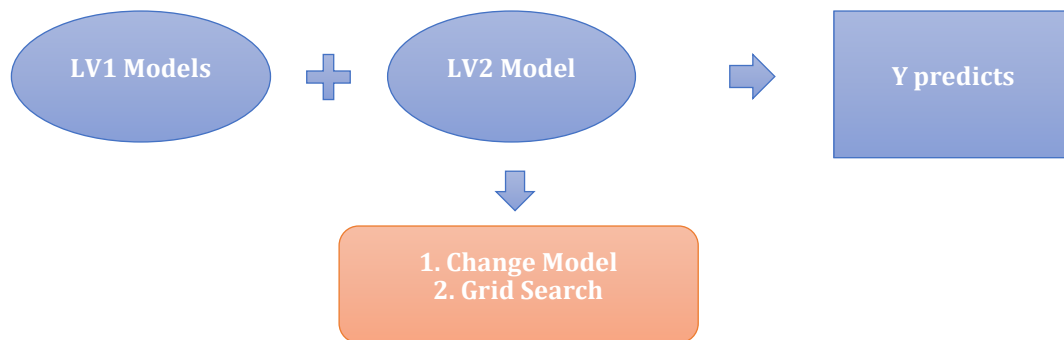 LV1 Models
LV2 Model
Y predicts
1. Change Model
2. Grid Search